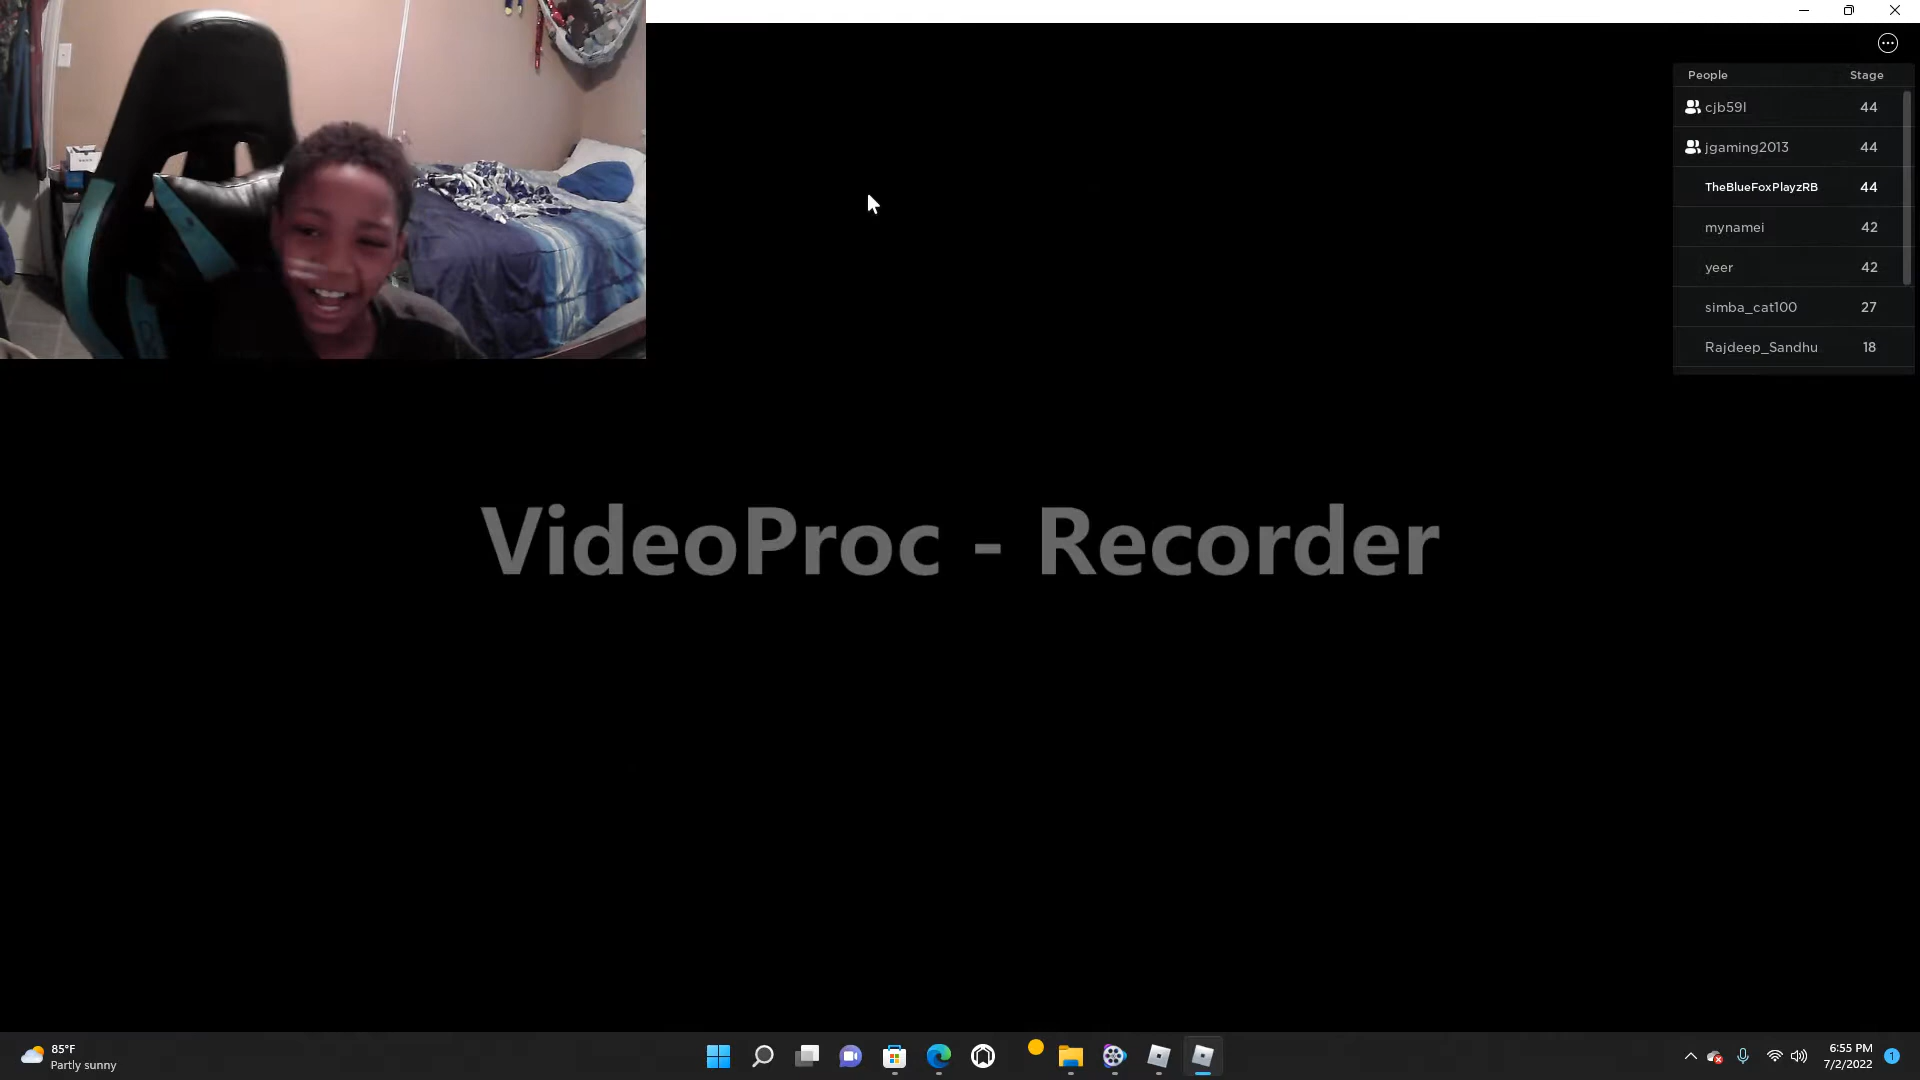 People Stage
cjb59l 44
jgaming2013 44
TheBlueFoxPlayzRB 44
mynamei 42
yeer 42
simba_cat100 27
Rajdeep_Sandhu 18
VideoProc - Recorder
85°F
Partly sunny
6:55 PM
7/2/2022
1